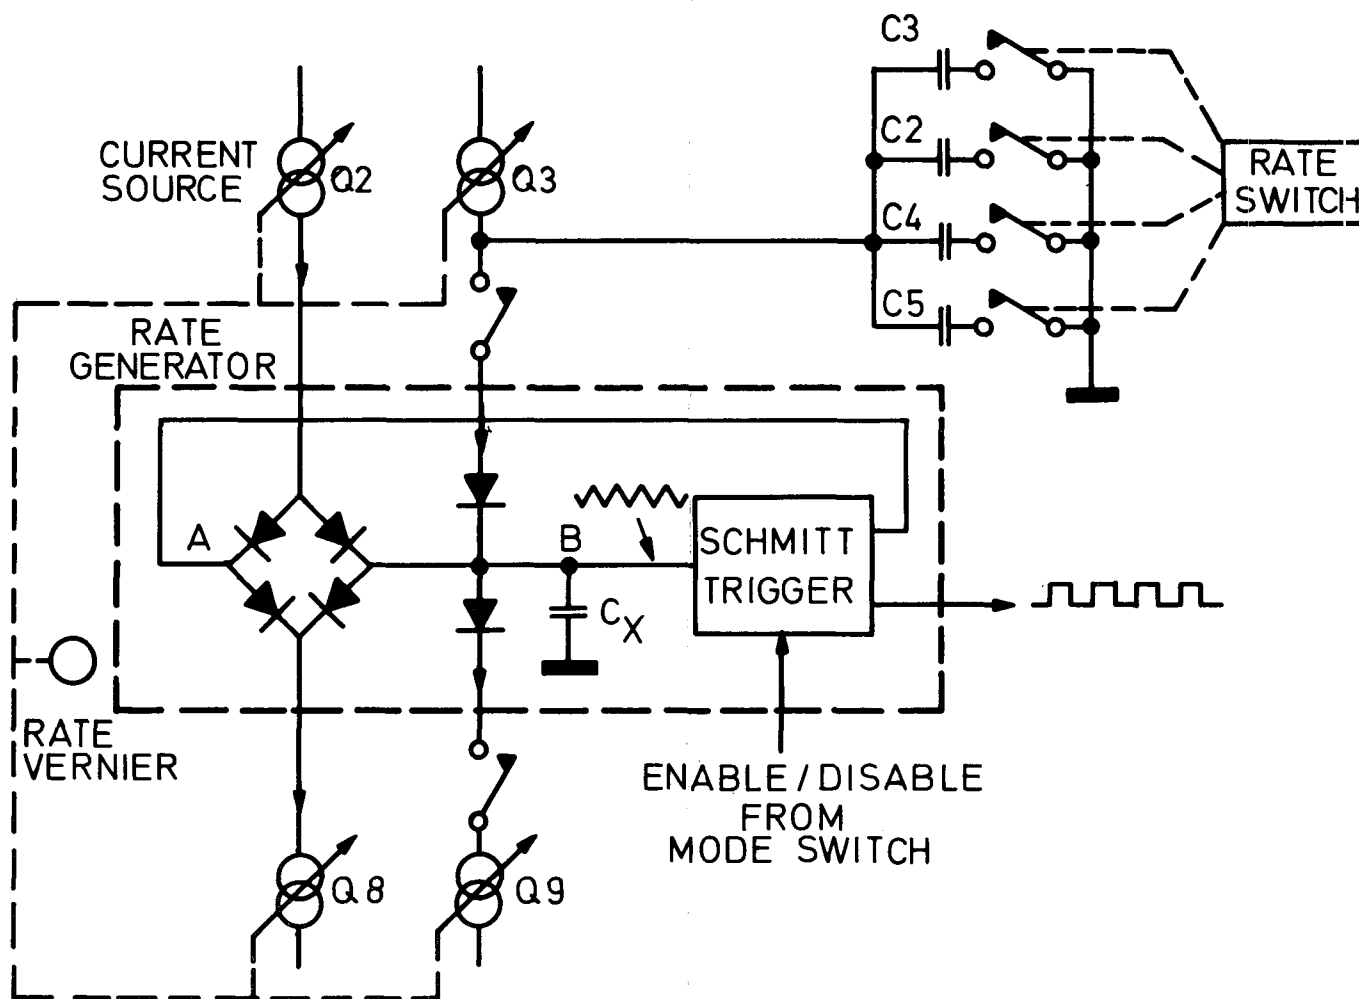 C3
CURRENT
SOURCE
Q2
Q3
C2
RATE
SWITCH
C4
C5
RATE
GENERATOR
A
B
SCHMITT
TRIGGER
CX
RATE
VERNIER
ENABLE/DISABLE
FROM
MODE SWITCH
Q8
Q9